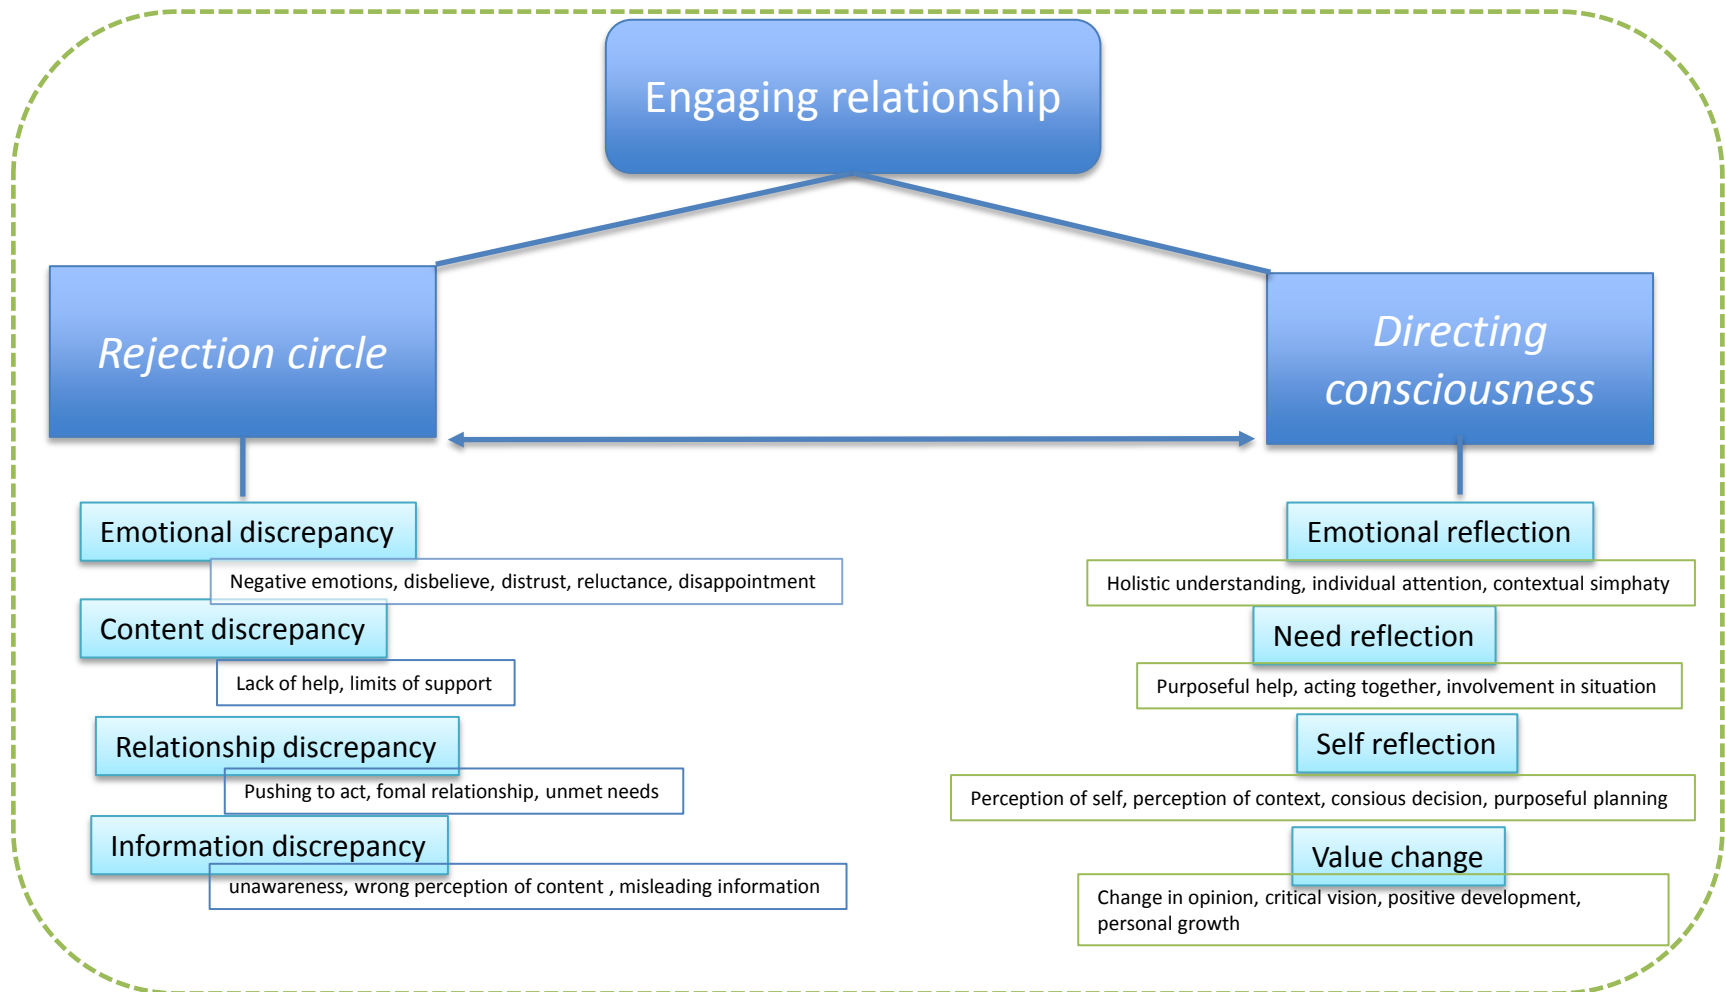 Engaging relationship
Rejection circle
Directing
consciousness
Emotional discrepancy
Negative emotions, disbelieve, distrust, reluctance, disappointment
Content discrepancy
Lack of help, limits of support
Relationship discrepancy
Pushing to act, fomal relationship, unmet needs
Information discrepancy
unawareness, wrong perception of content , misleading information
Emotional reflection
Holistic understanding, individual attention, contextual simphaty
Need reflection
Purposeful help, acting together, involvement in situation
Self reflection
Perception of self, perception of context, consious decision, purposeful planning
Value change
Change in opinion, critical vision, positive development,
personal growth